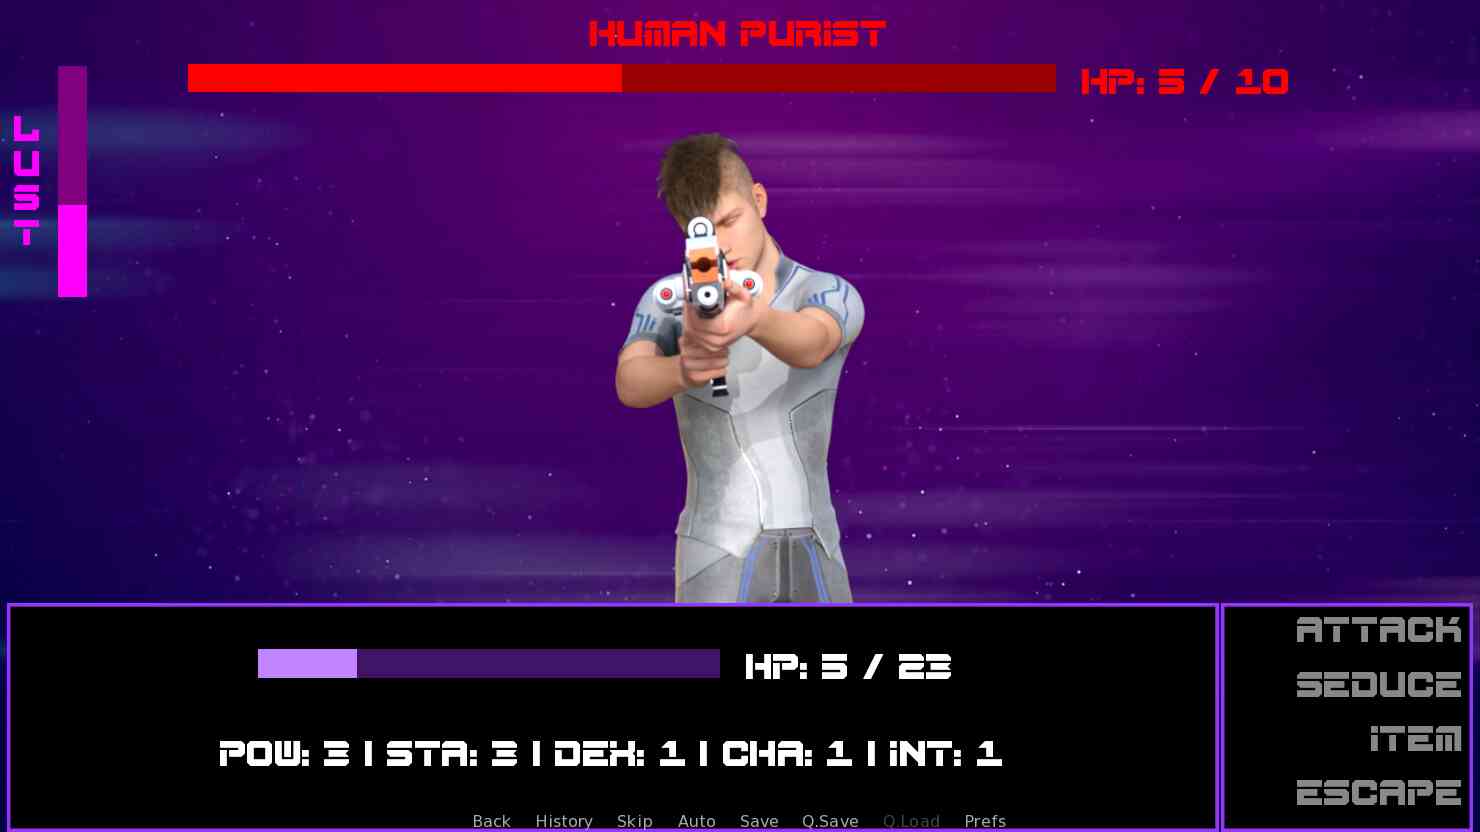 HUMAN PURIST
HP: 5 / 10
LUST
HP: 5 / 23
POW: 3 | STA: 3 | DEX: 1 | CHA: 1 | INT: 1
ATTACK
SEDUCE
ITEM
ESCAPE
Back History Skip Auto Save Q.Save Q.Load Prefs